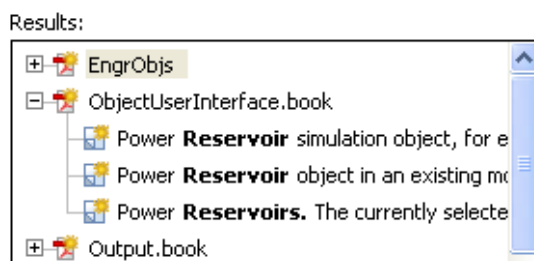 Results:
EngrObjs
ObjectUserInterface.book
Power Reservoir simulation object, for e
Power Reservoir object in an existing mo
Power Reservoirs. The currently selecte
Output.book